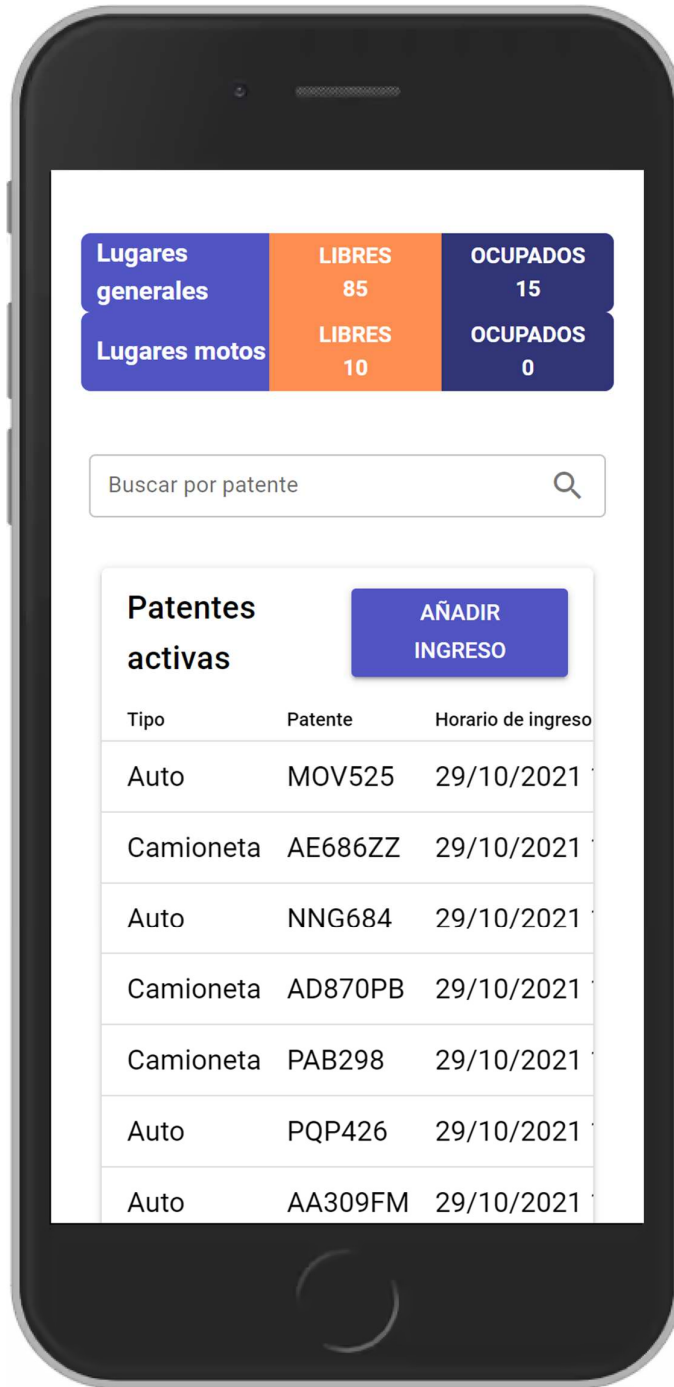 Lugares generales
LIBRES
85
OCUPADOS
15
Lugares motos
LIBRES
10
OCUPADOS
0
Buscar por patente
Patentes activas
AÑADIR INGRESO
Tipo Patente Horario de ingreso
Auto MOV525 29/10/2021
Camioneta AE686ZZ 29/10/2021
Auto NNG684 29/10/2021
Camioneta AD870PB 29/10/2021
Camioneta PAB298 29/10/2021
Auto PQP426 29/10/2021
Auto AA309FM 29/10/2021